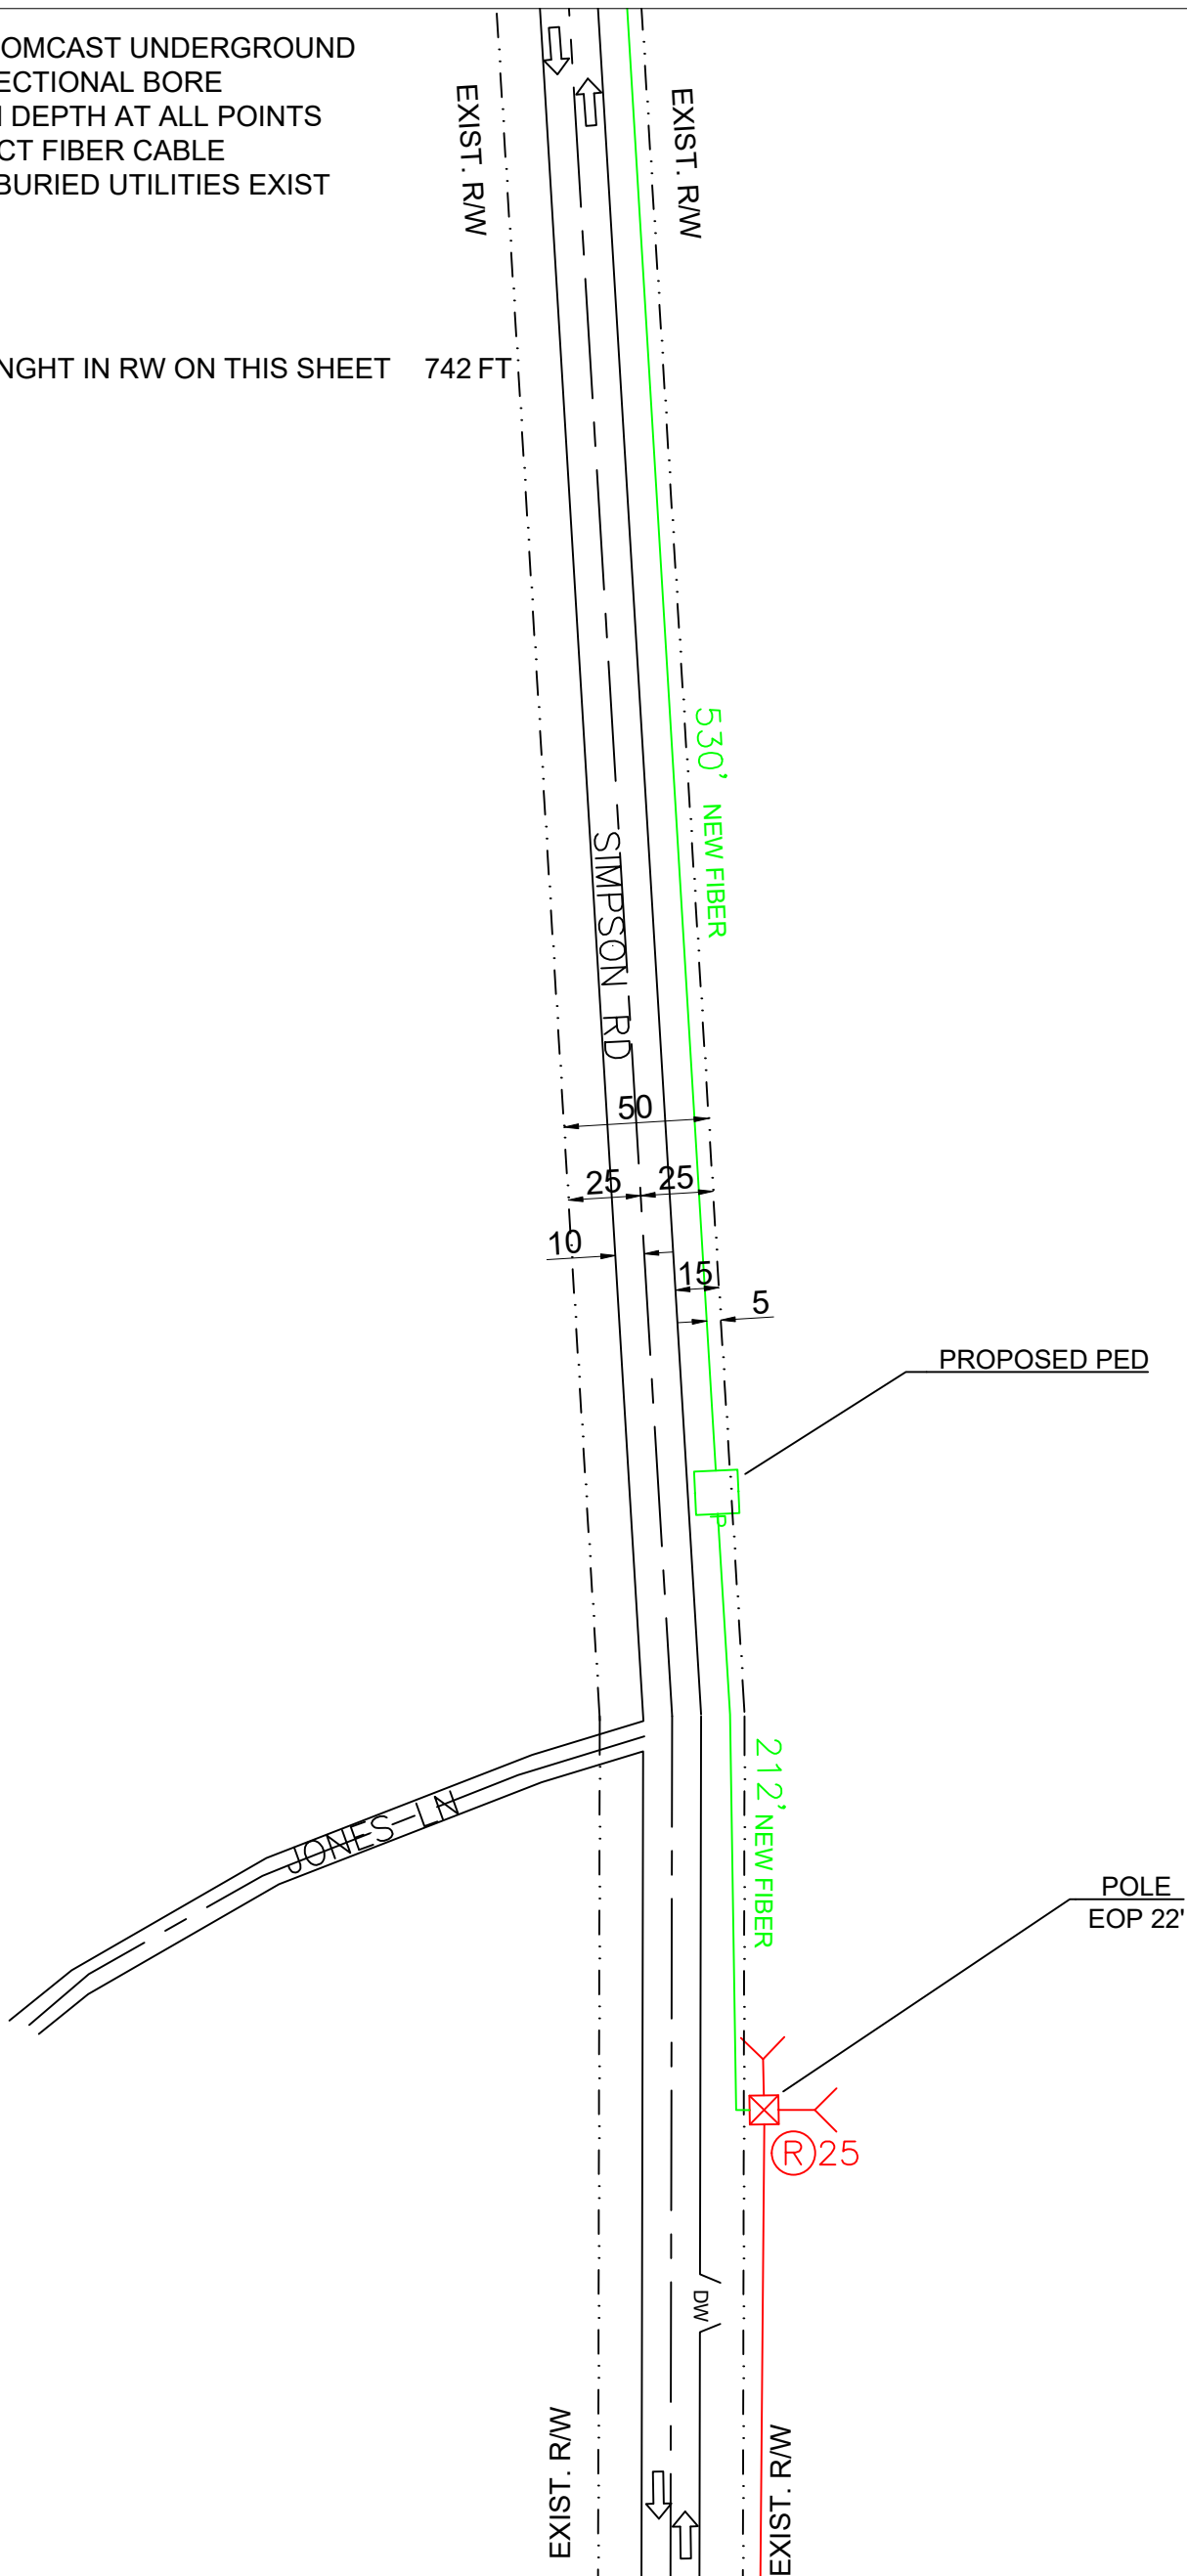 OMCAST UNDERGROUND
ECTIONAL BORE
DEPTH AT ALL POINTS
CT FIBER CABLE
BURIED UTILITIES EXIST
EXIST. R/W
EXIST. R/W
NGHT IN RW ON THIS SHEET 742 FT
530' NEW FIBER
SIMPSON RD
50
25
25
10
15
5
PROPOSED PED
P
212' NEW FIBER
JONES LN
POLE
EOP 22'
R 25
DW
EXIST. R/W
EXIST. R/W